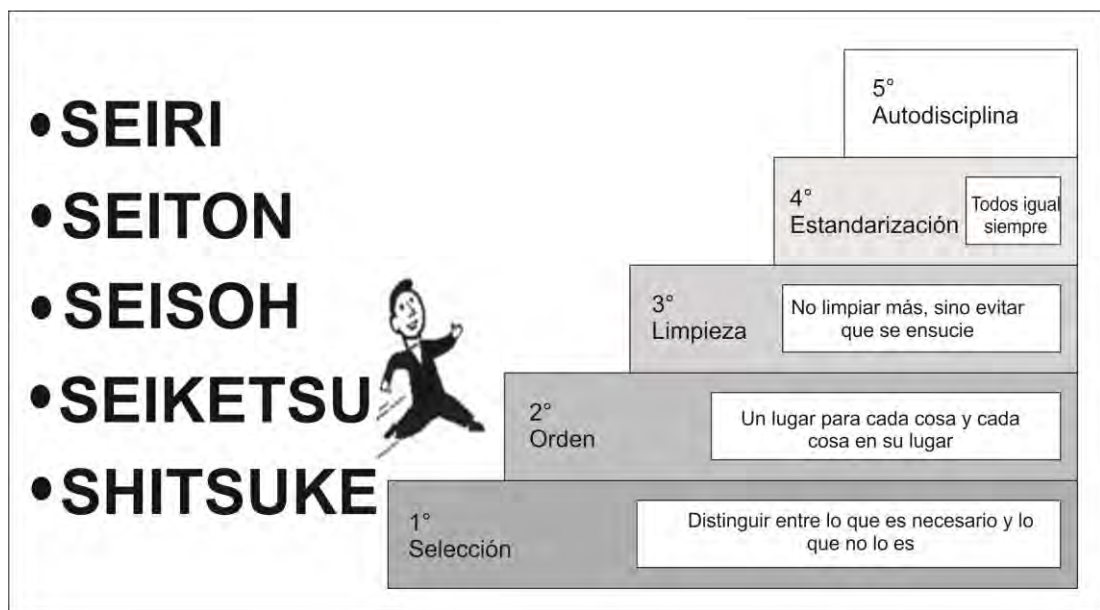 • SEIRI
• SEITON
• SEISOH
• SEIKETSU
• SHITSUKE
5°
Autodisciplina
4°
Estandarización
Todos igual
siempre
3°
Limpieza
No limpiar más, sino evitar
que se ensucie
2°
Orden
Un lugar para cada cosa y cada
cosa en su lugar
1°
Selección
Distinguir entre lo que es necesario y lo
que no lo es